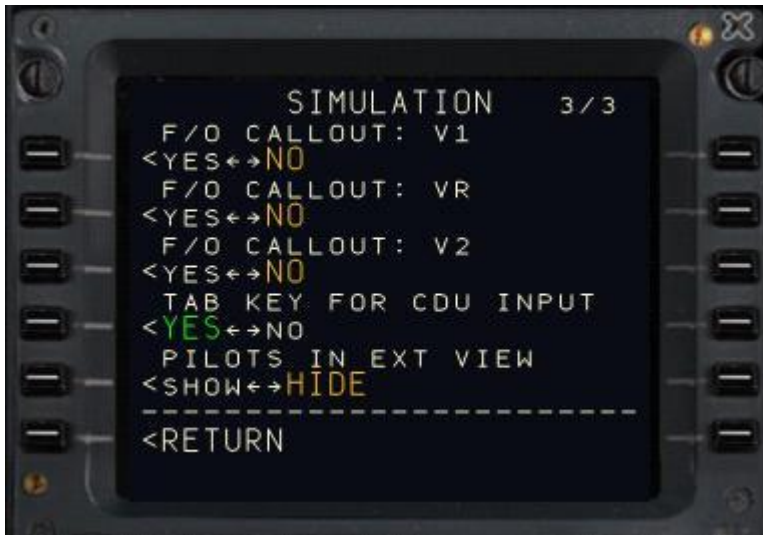 SIMULATION 3/3
F/O CALLOUT: V1
<YES←→NO
F/O CALLOUT: VR
<YES←→NO
F/O CALLOUT: V2
<YES←→NO
TAB KEY FOR CDU INPUT
<YES←→NO
PILOTS IN EXT VIEW
<SHOW←→HIDE
<RETURN